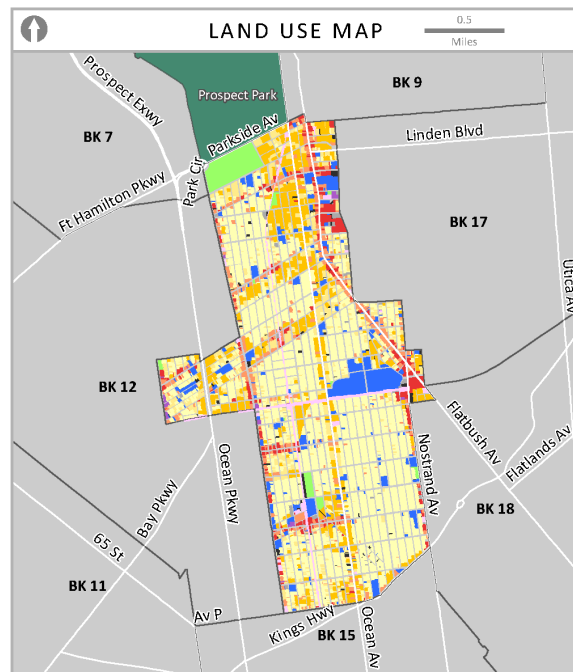 LAND USE MAP
0.5
Miles
Prospect Expwy
Prospect Park
BK 9
BK 7
Parkside Av
Linden Blvd
Park Cir
Ft Hamilton Pkwy
BK 17
Utica Av
BK 12
Flatbush Av
Ocean Pkwy
Nostrand Av
Flatlands Av
Bay Pkwy
BK 18
65 St
BK 11
Av P
Kings Hwy
Ocean Av
BK 15